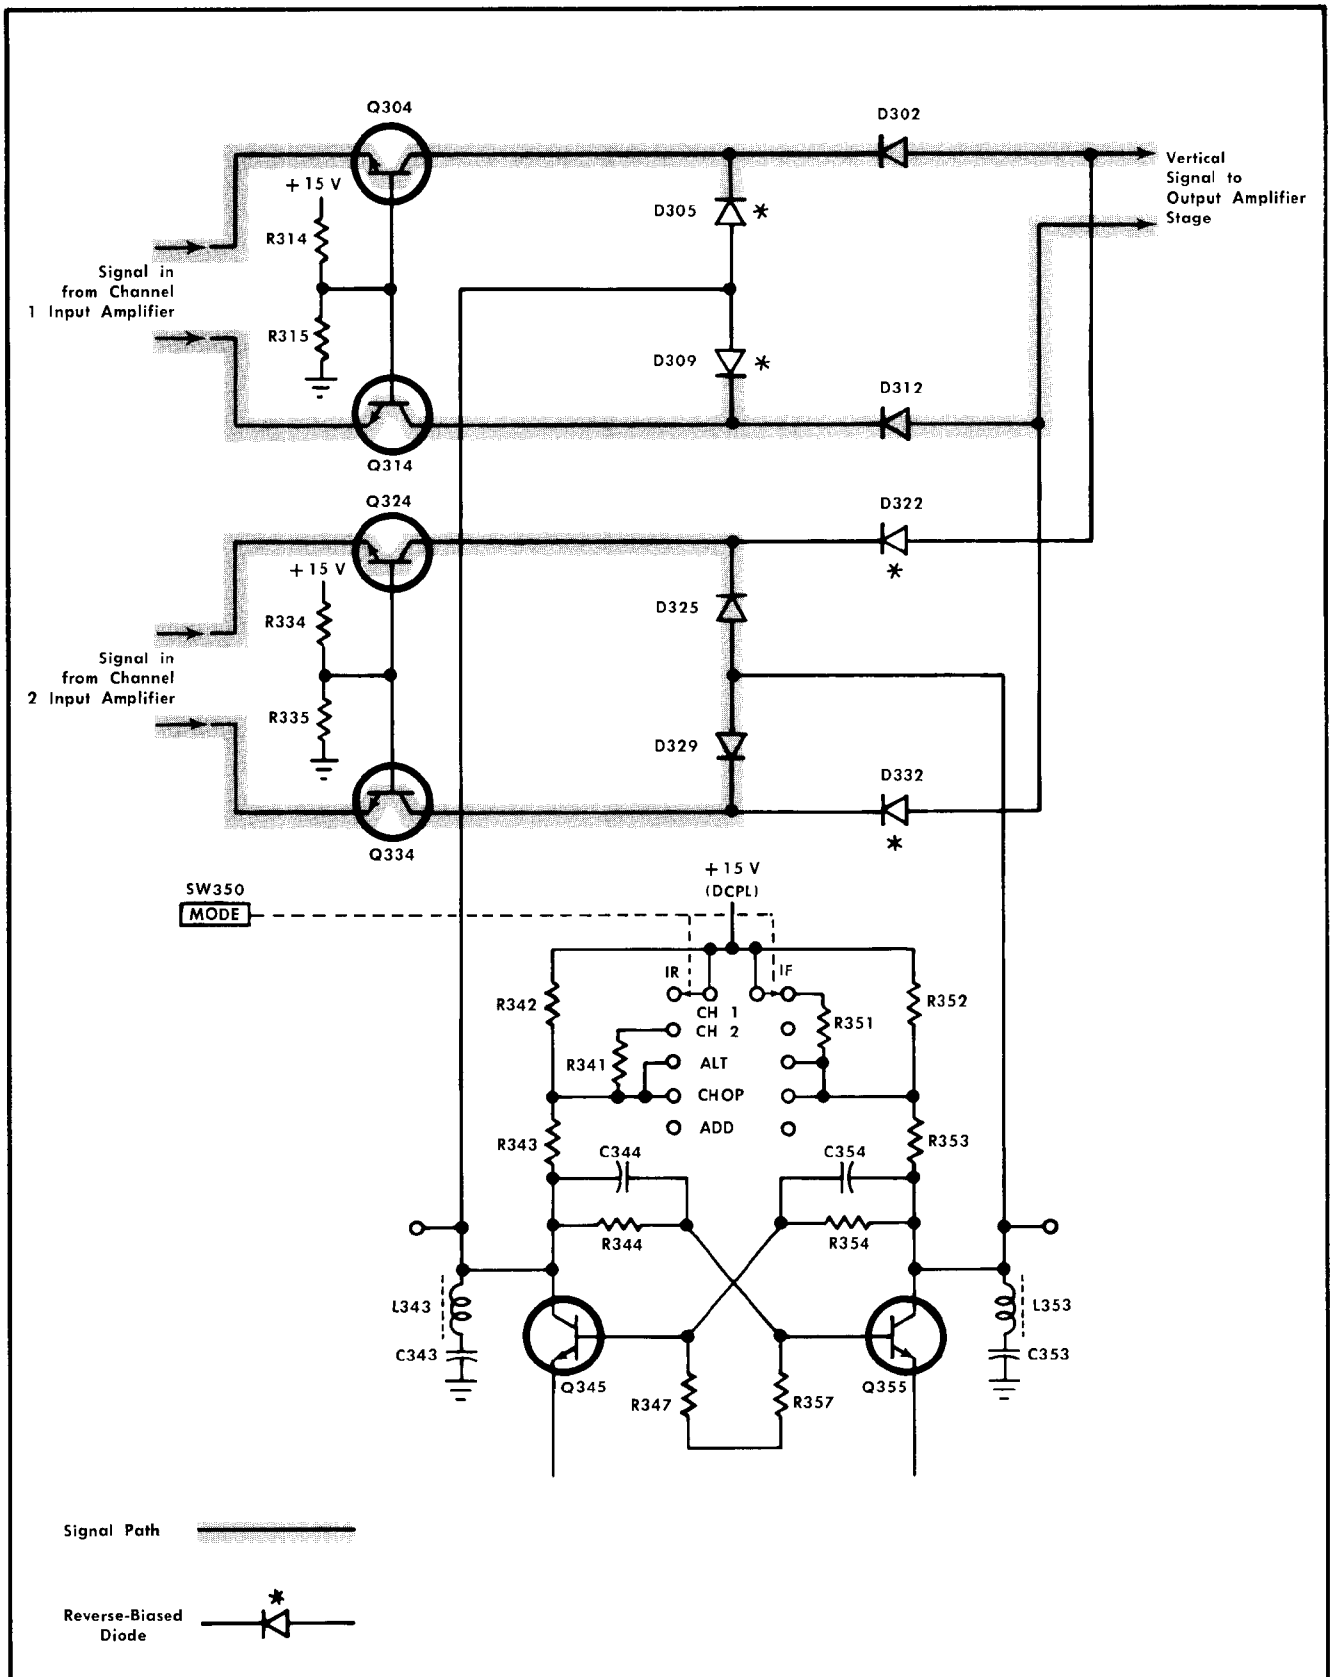 Q304
D302
Vertical
Signal to
Output Amplifier
Stage
+ 15 V
D305 *
R314
Signal in
from Channel
1 Input Amplifier
R315
D309 *
D312
Q314
Q324
D322
*
+ 15 V
D325
R334
Signal in
from Channel
2 Input Amplifier
R335
D329
D332
*
Q334
+ 15 V
(DCPL)
SW350
MODE
IR
IF
R342
R352
CH 1
R351
CH 2
R341
ALT
CHOP
ADD
R343
R353
C344
C354
R344
R354
L343
L353
C343
C353
Q345
Q355
R347
R357
Signal Path
*
Reverse-Biased
Diode